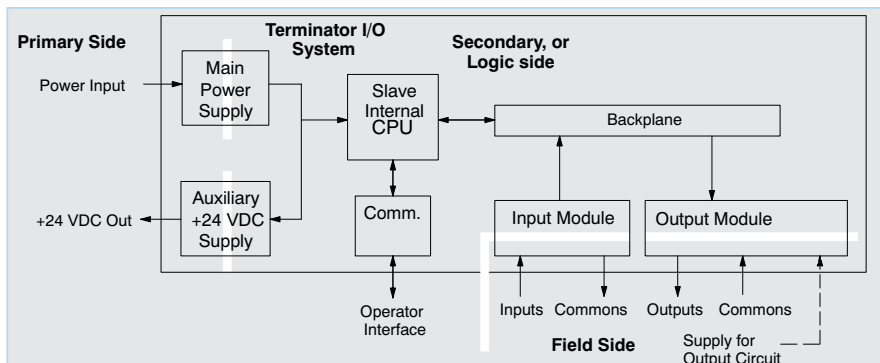 Primary Side
Terminator I/O
System
Secondary, or
Logic side
Power Input
Main
Power
Supply
Slave
Internal
CPU
Backplane
+24 VDC Out
Auxiliary
+24 VDC
Supply
Comm.
Input Module
Output Module
Operator
Interface
Inputs
Commons
Outputs
Commons
Field Side
Supply for
Output Circuit